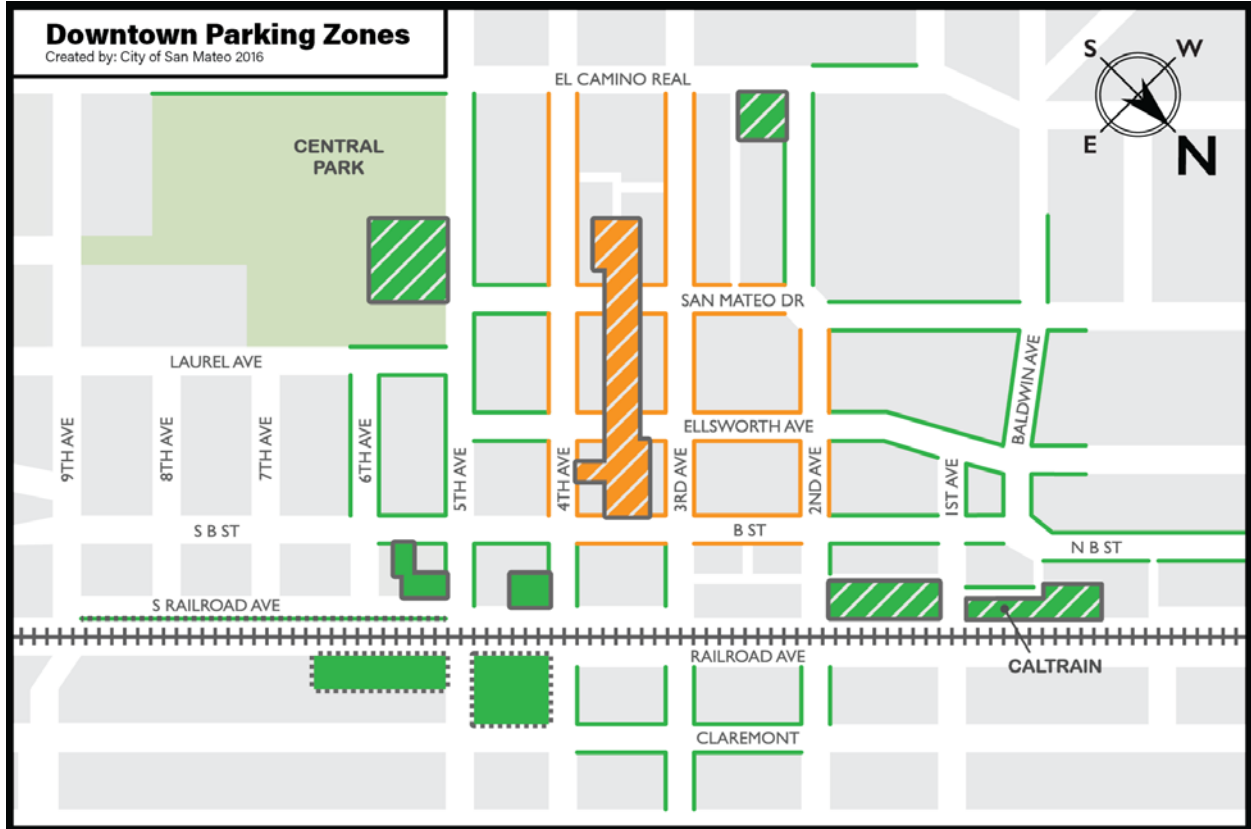 Downtown Parking Zones
Created by: City of San Mateo 2016
EL CAMINO REAL
S
W
E
N
CENTRAL
PARK
SAN MATEO DR
LAUREL AVE
BALDWIN AVE
ELLSWORTH AVE
9TH AVE
8TH AVE
7TH AVE
6TH AVE
5TH AVE
4TH AVE
3RD AVE
2ND AVE
1ST AVE
S B ST
B ST
N B ST
S RAILROAD AVE
RAILROAD AVE
CALTRAIN
CLAREMONT